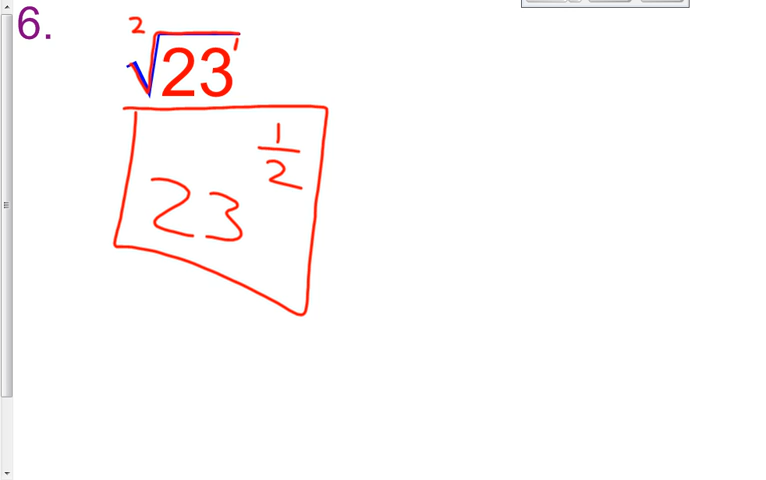 6.
²√23¹
23^(1/2)